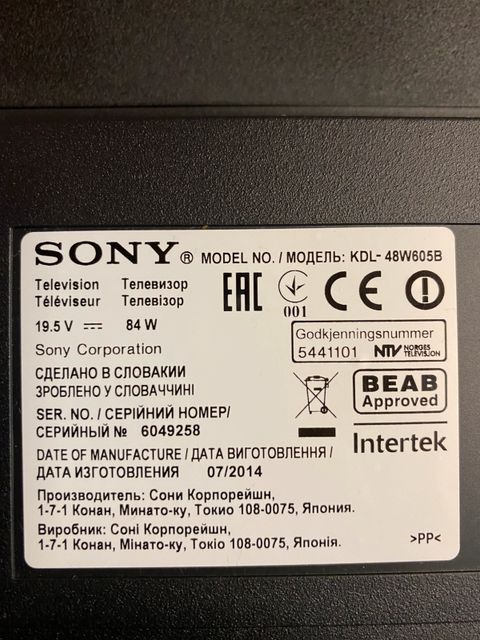 SONY® MODEL NO. / МОДЕЛЬ: KDL- 48W605B
Television Телевизор
Téléviseur Телевізор
19.5 V ⎓ 84 W
Sony Corporation
EAC 001 CE
Godkjenningsnummer
5441101 NTV NORGES TELEVISJON
СДЕЛАНО В СЛОВАКИИ
ЗРОБЛЕНО У СЛОВАЧЧИНІ
BEAB
Approved
SER. NO. / СЕРІЙНИЙ НОМЕР/
СЕРИЙНЫЙ № 6049258
Intertek
DATE OF MANUFACTURE / ДАТА ВИГОТОВЛЕННЯ /
ДАТА ИЗГОТОВЛЕНИЯ 07/2014
Производитель: Сони Корпорейшн,
1-7-1 Конан, Минато-ку, Токио 108-0075, Япония.
Виробник: Соні Корпорейшн,
1-7-1 Конан, Мінато-ку, Токіо 108-0075, Японія.
>PP<